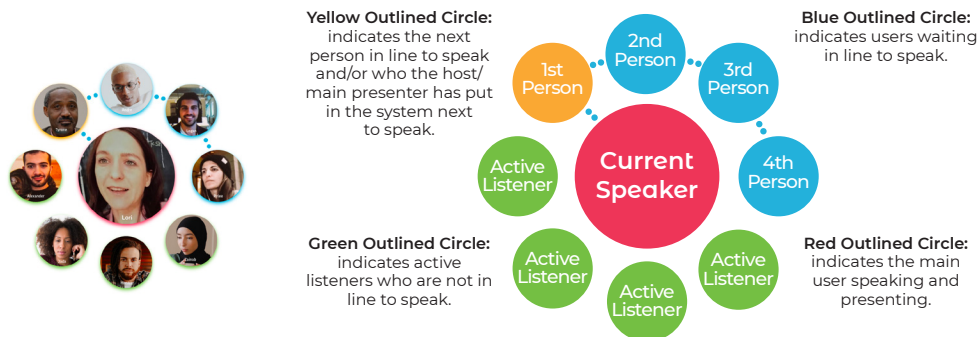 Lori
Alexander
Yellow Outlined Circle:
indicates the next
person in line to speak
and/or who the host/
main presenter has put
in the system next
to speak.
Green Outlined Circle:
indicates active
listeners who are not in
line to speak.
1st
Person
2nd
Person
3rd
Person
4th
Person
Current
Speaker
Active
Listener
Active
Listener
Active
Listener
Active
Listener
Blue Outlined Circle:
indicates users waiting
in line to speak.
Red Outlined Circle:
indicates the main
user speaking and
presenting.